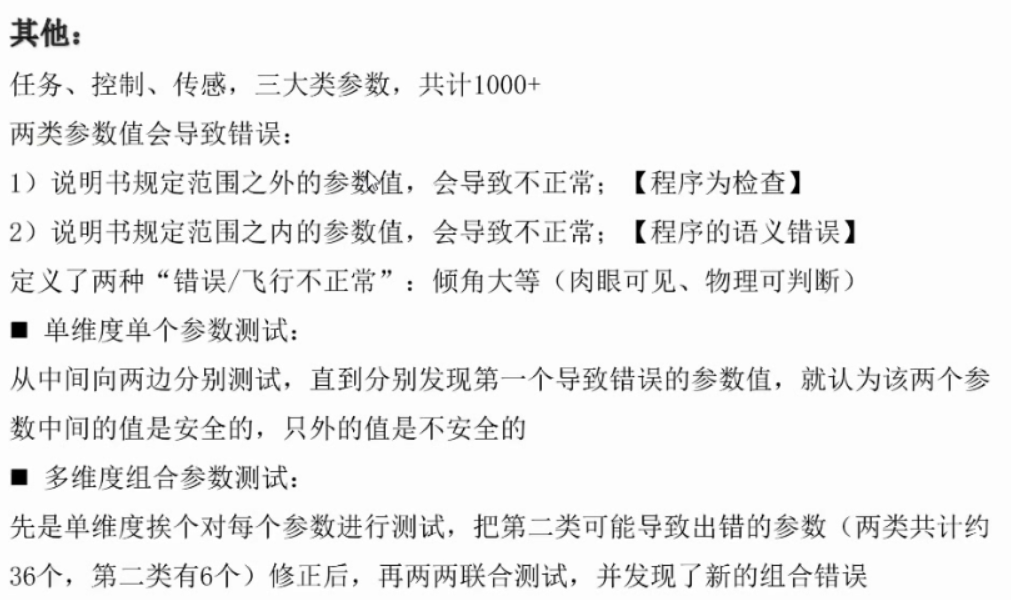 其他：
任务、控制、传感，三大类参数，共计1000+
两类参数值会导致错误：
1）说明书规定范围之外的参数值，会导致不正常；【程序为检查】
2）说明书规定范围之内的参数值，会导致不正常；【程序的语义错误】
定义了两种“错误/飞行不正常”：倾角大等（肉眼可见、物理可判断）
■ 单维度单个参数测试：
从中间向两边分别测试，直到分别发现第一个导致错误的参数值，就认为该两个参
数中间的值是安全的，只外的值是不安全的
■ 多维度组合参数测试：
先是单维度挨个对每个参数进行测试，把第二类可能导致出错的参数（两类共计约
36个，第二类有6个）修正后，再两两联合测试，并发现了新的组合错误